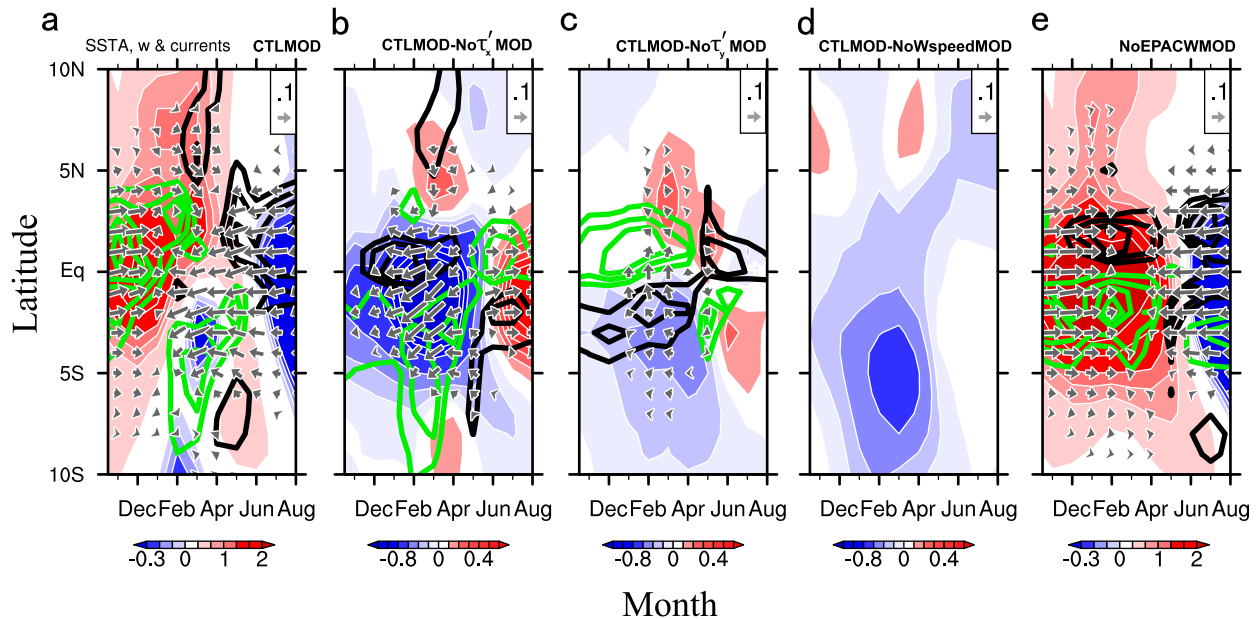 a b c d e
SSTA, w & currents CTLMOD CTLMOD-Noτx′MOD CTLMOD-Noτy′MOD CTLMOD-NoWspeedMOD NoEPACWMOD
10N .1 .1 .1 .1
5N
Eq
5S
10S
Latitude
Dec Feb Apr Jun Aug Dec Feb Apr Jun Aug Dec Feb Apr Jun Aug Dec Feb Apr Jun Aug Dec Feb Apr Jun Aug
-0.3 0 1 2 -0.8 0 0.4 -0.8 0 0.4 -0.8 0 0.4 -0.3 0 1 2
Month